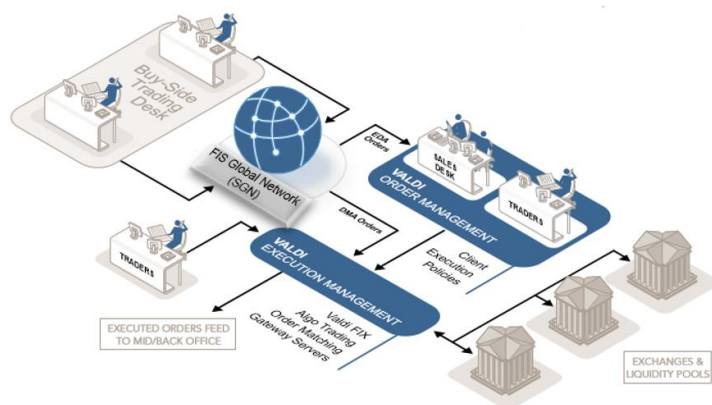 Buy-Side
Trading
Desk
FIS Global Network
(SGN)
EDA
Orders
DMA Orders
SALES
DESK
TRADERS
VALDI
ORDER MANAGEMENT
TRADERS
VALDI
EXECUTION MANAGEMENT
Client
Execution
Policies
EXECUTED ORDERS FEED
TO MID/BACK OFFICE
Valdi FIX
Algo Trading
Order Matching
Gateway Servers
EXCHANGES &
LIQUIDITY POOLS